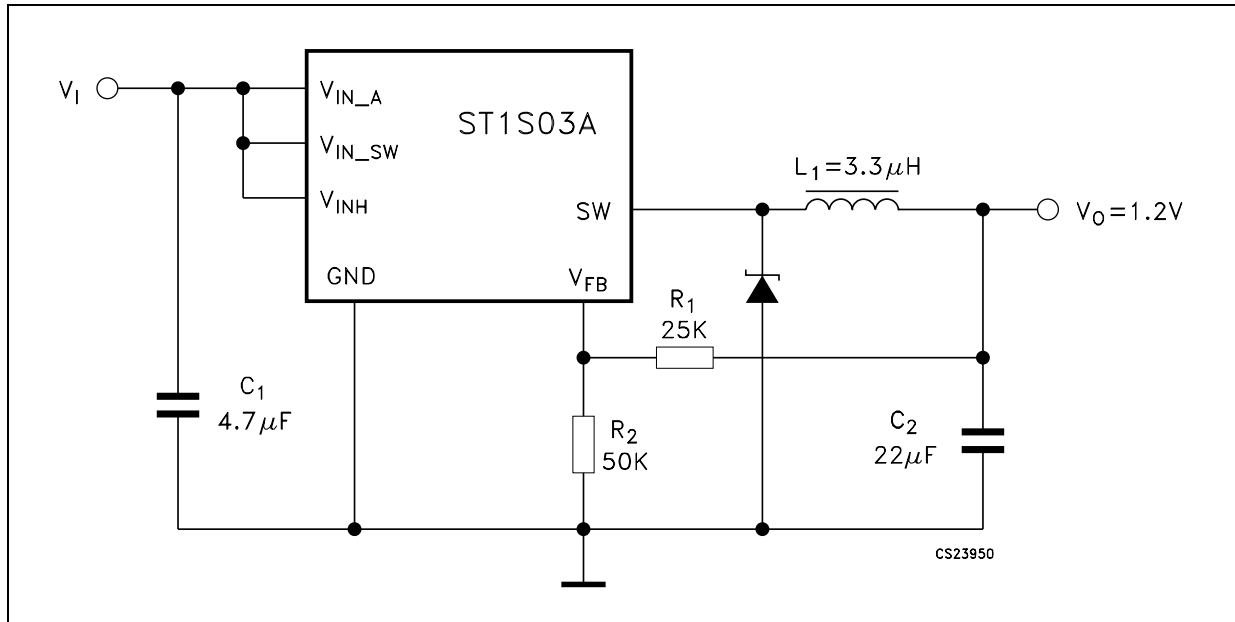 V_I
V_IN_A
ST1S03A
V_IN_SW
L_1=3.3μH
V_INH
SW
V_O=1.2V
GND
V_FB
R_1
25K
C_1
4.7μF
R_2
50K
C_2
22μF
CS23950